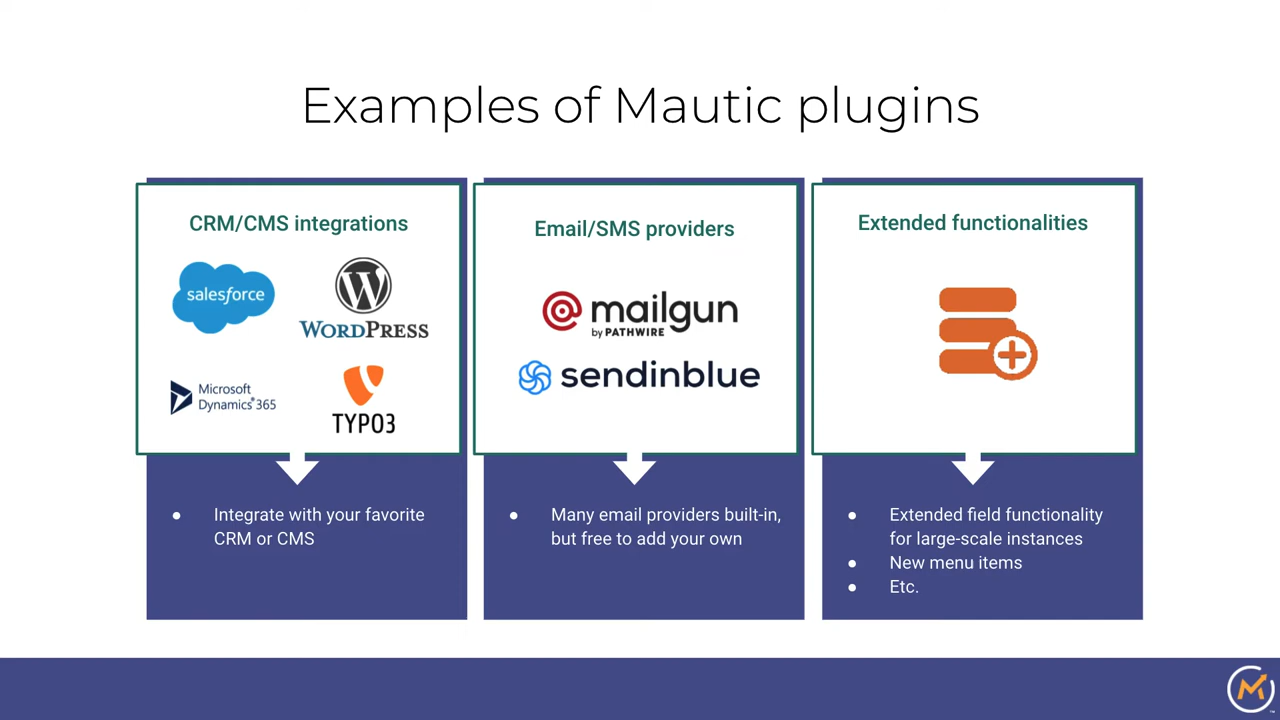 Examples of Mautic plugins
CRM/CMS integrations
salesforce
WORDPRESS
Microsoft
Dynamics® 365
TYPO3
Integrate with your favorite
CRM or CMS
Email/SMS providers
mailgun
by PATHWIRE
sendinblue
Many email providers built-in,
but free to add your own
Extended functionalities
Extended field functionality
for large-scale instances
New menu items
Etc.